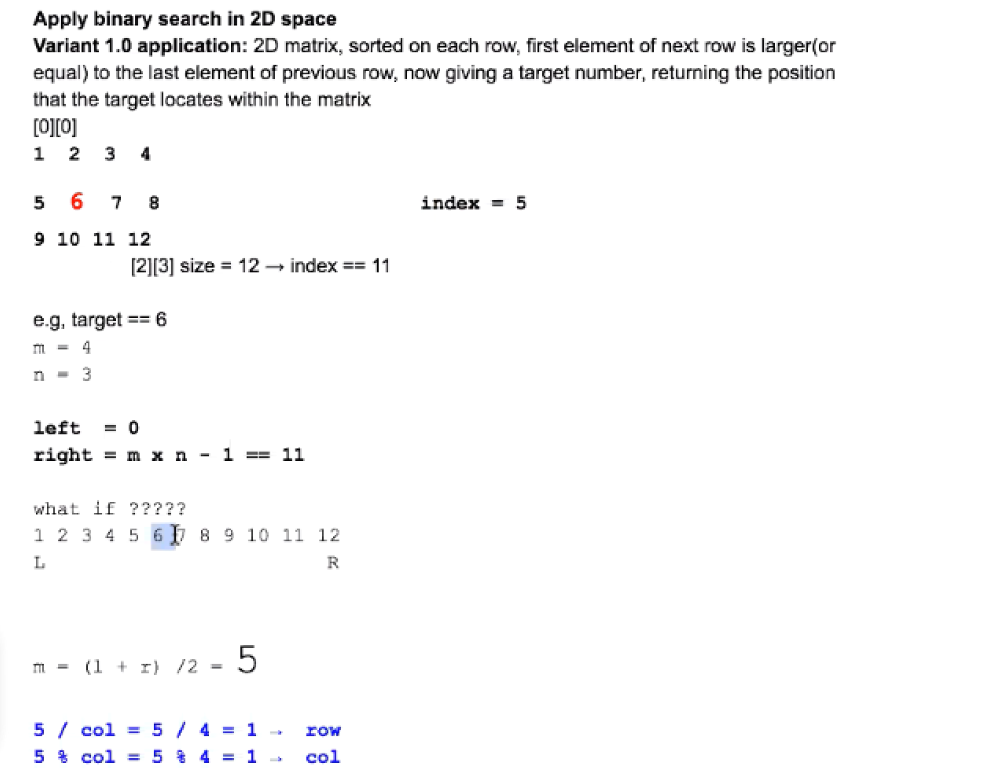 Apply binary search in 2D space
Variant 1.0 application: 2D matrix, sorted on each row, first element of next row is larger(or
equal) to the last element of previous row, now giving a target number, returning the position
that the target locates within the matrix
[0][0]
1 2 3 4
5 6 7 8 index = 5
9 10 11 12
[2][3] size = 12 → index == 11
e.g, target == 6
m = 4
n = 3
left = 0
right = m x n - 1 == 11
what if ?????
1 2 3 4 5 6 7 8 9 10 11 12
L R
m = (l + r) /2 = 5
5 / col = 5 / 4 = 1 → row
5 % col = 5 % 4 = 1 → col